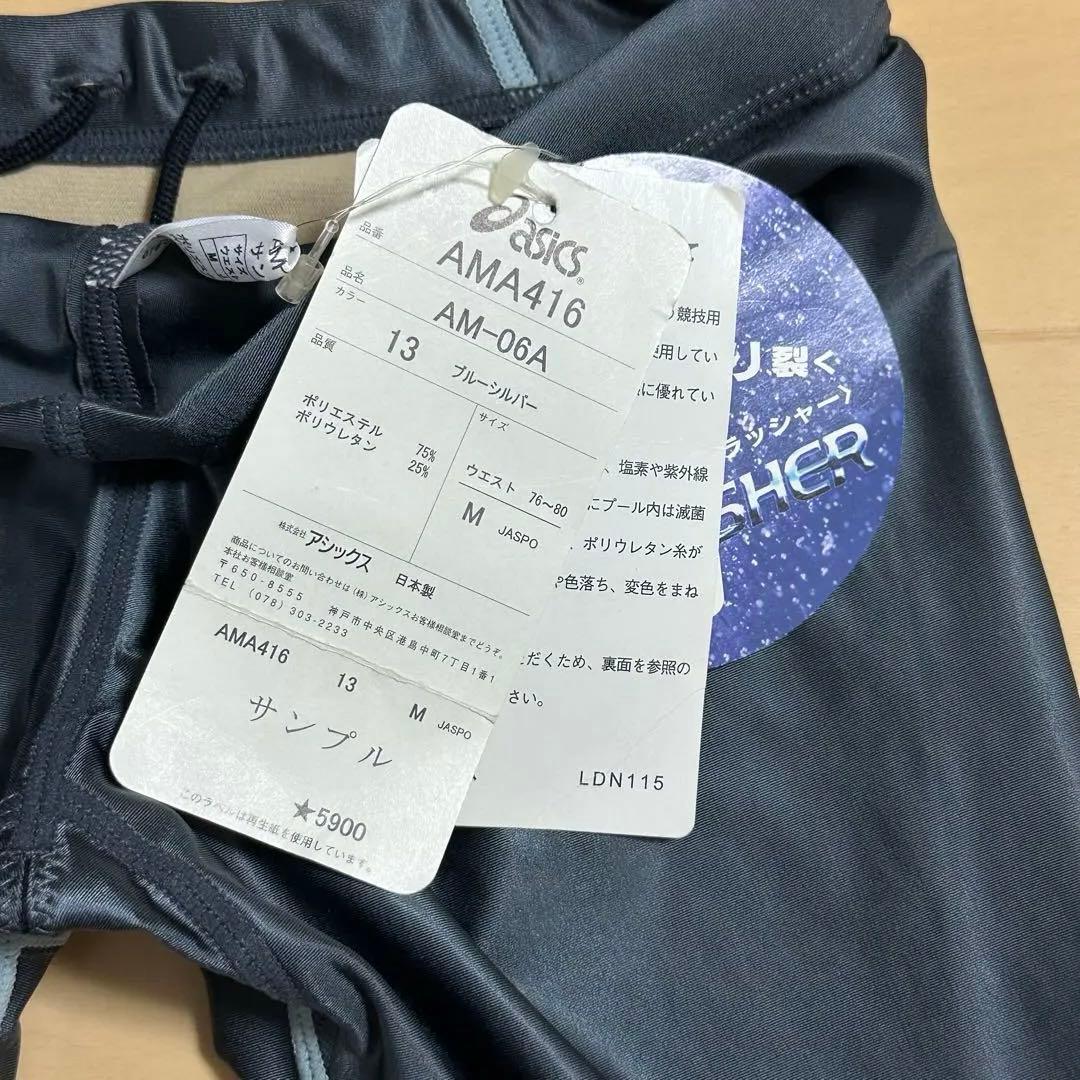 asics
品番
AMA416
品名
AM-06A
カラー
13 ブルーシルバー
品質
ポリエステル 75%
ポリウレタン 25%
サイズ
ウエスト 76～80
M JASPO
株式会社 アシックス 日本製
商品についてのお問い合わせは(株)アシックスお客様相談室までどうぞ。
本社お客様相談室
〒650-8555 神戸市中央区港島中町7丁目1番1
TEL (078) 303-2233
AMA416
13
M JASPO
サンプル
★5900
このラベルは再生紙を使用しています。
競技用
使用してい
に優れてい
、塩素や紫外線
にプール内は滅菌
、ポリウレタン糸が
色落ち、変色をまね
ただくため、裏面を参照の
さい。
LDN115
り裂く
ラッシャー〉
SHER
サイズ
ウエスト
M